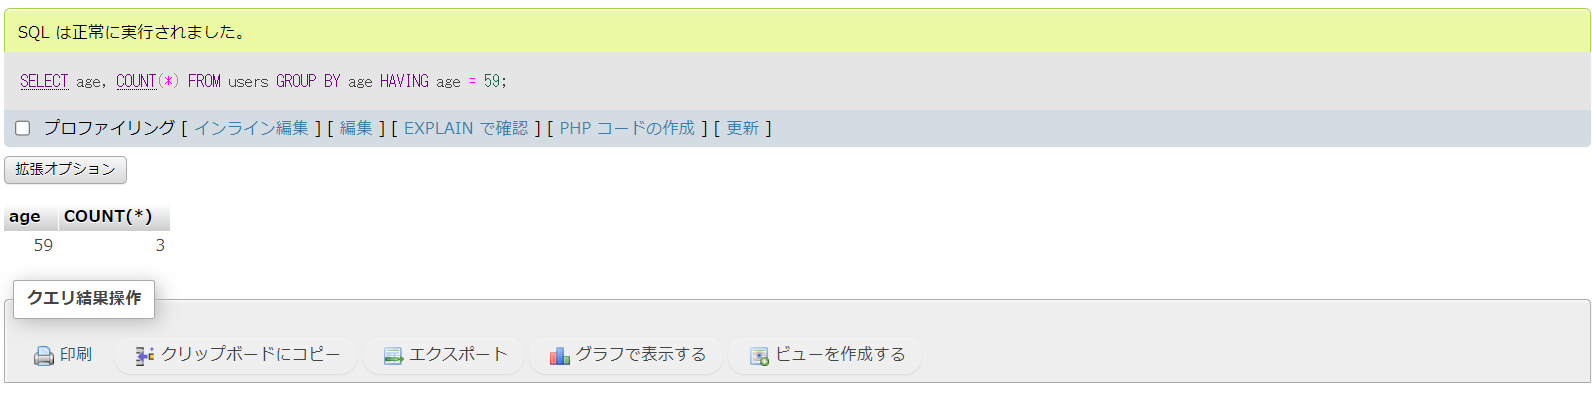 SQL は正常に実行されました。
SELECT age, COUNT(*) FROM users GROUP BY age HAVING age = 59;
プロファイリング [ インライン編集 ] [ 編集 ] [ EXPLAIN で確認 ] [ PHP コードの作成 ] [ 更新 ]
拡張オプション
age COUNT(*)
59 3
クエリ結果操作
印刷 クリップボードにコピー エクスポート グラフで表示する ビューを作成する